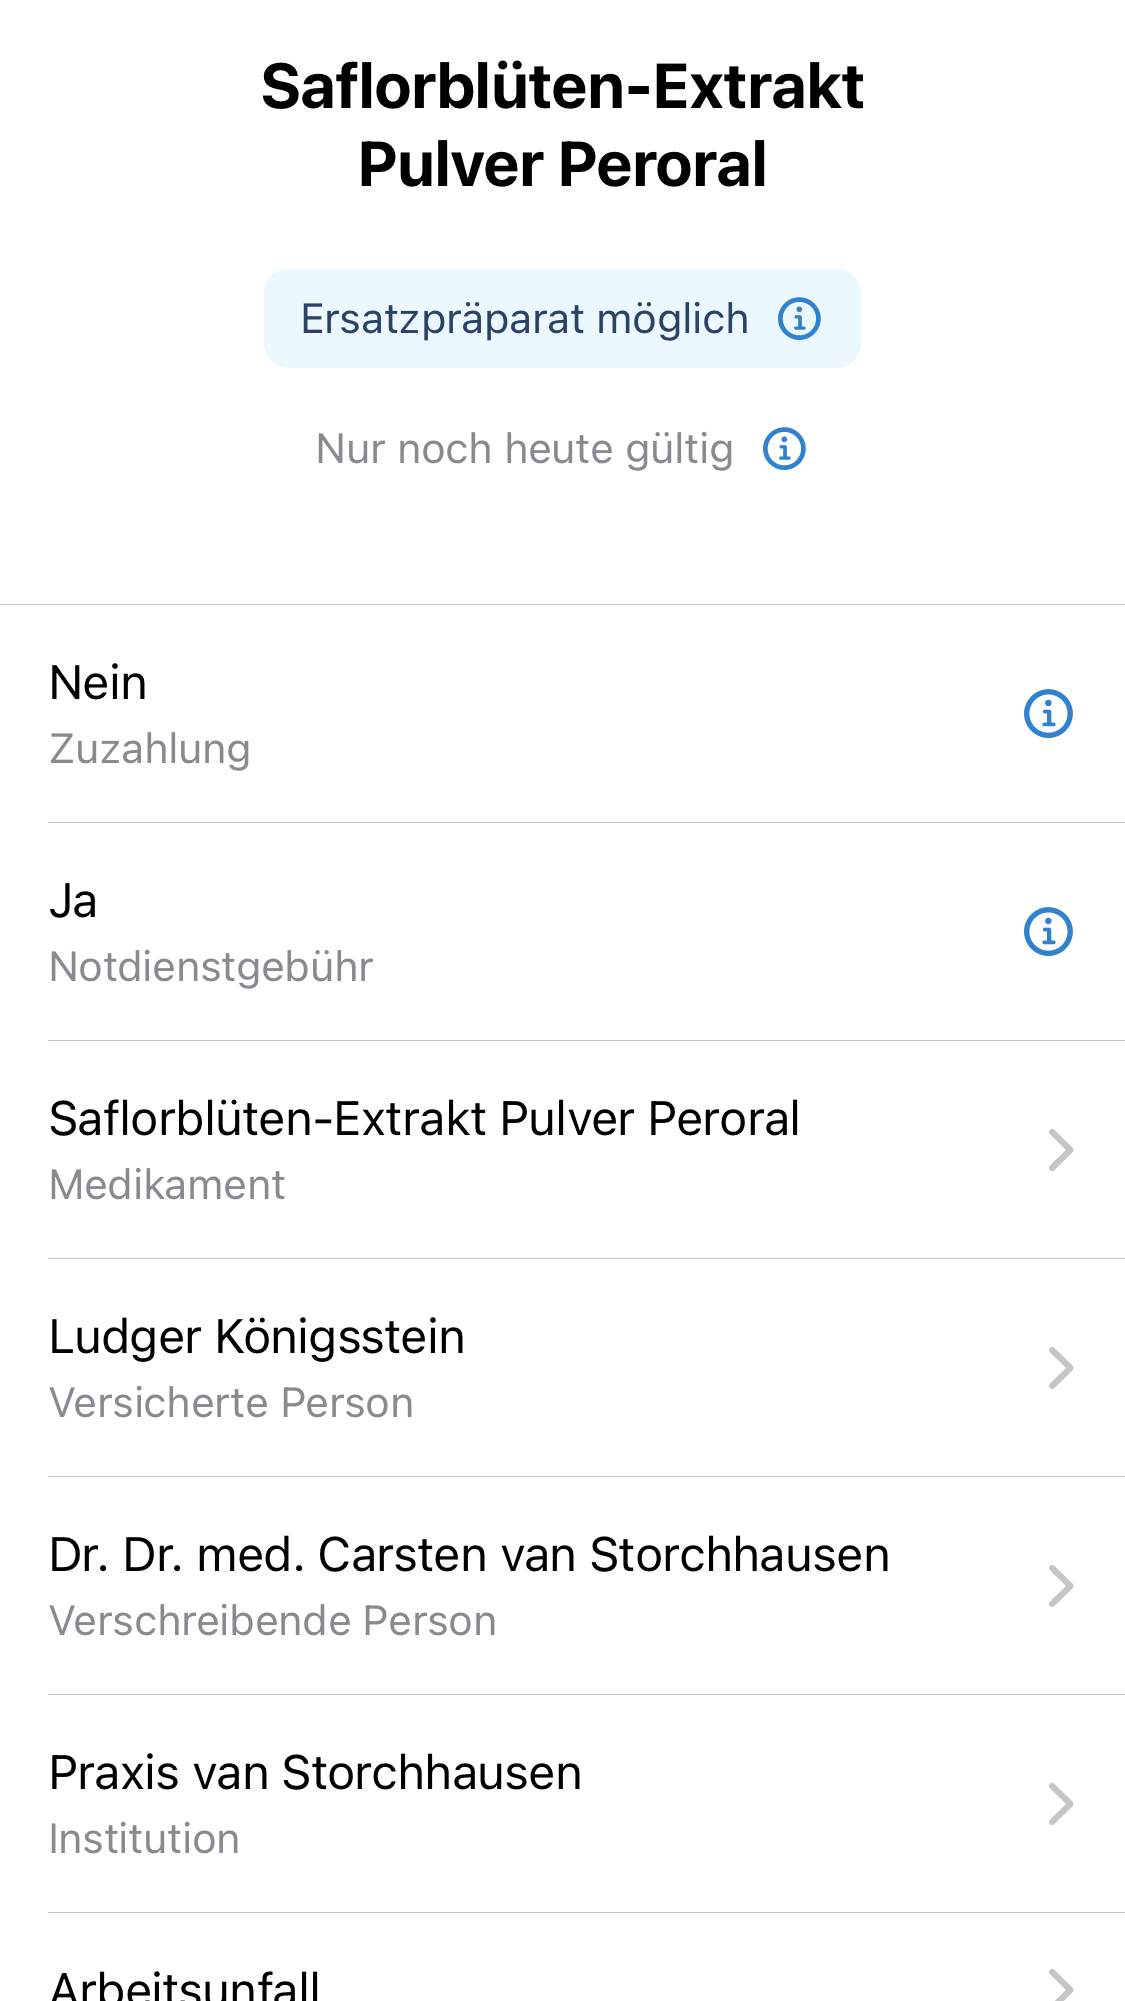 Saflorblüten-Extrakt
Pulver Peroral
Ersatzpräparat möglich
Nur noch heute gültig
Nein
Zuzahlung
Ja
Notdienstgebühr
Saflorblüten-Extrakt Pulver Peroral
Medikament
Ludger Königsstein
Versicherte Person
Dr. Dr. med. Carsten van Storchhausen
Verschreibende Person
Praxis van Storchhausen
Institution
Arbeitsunfall